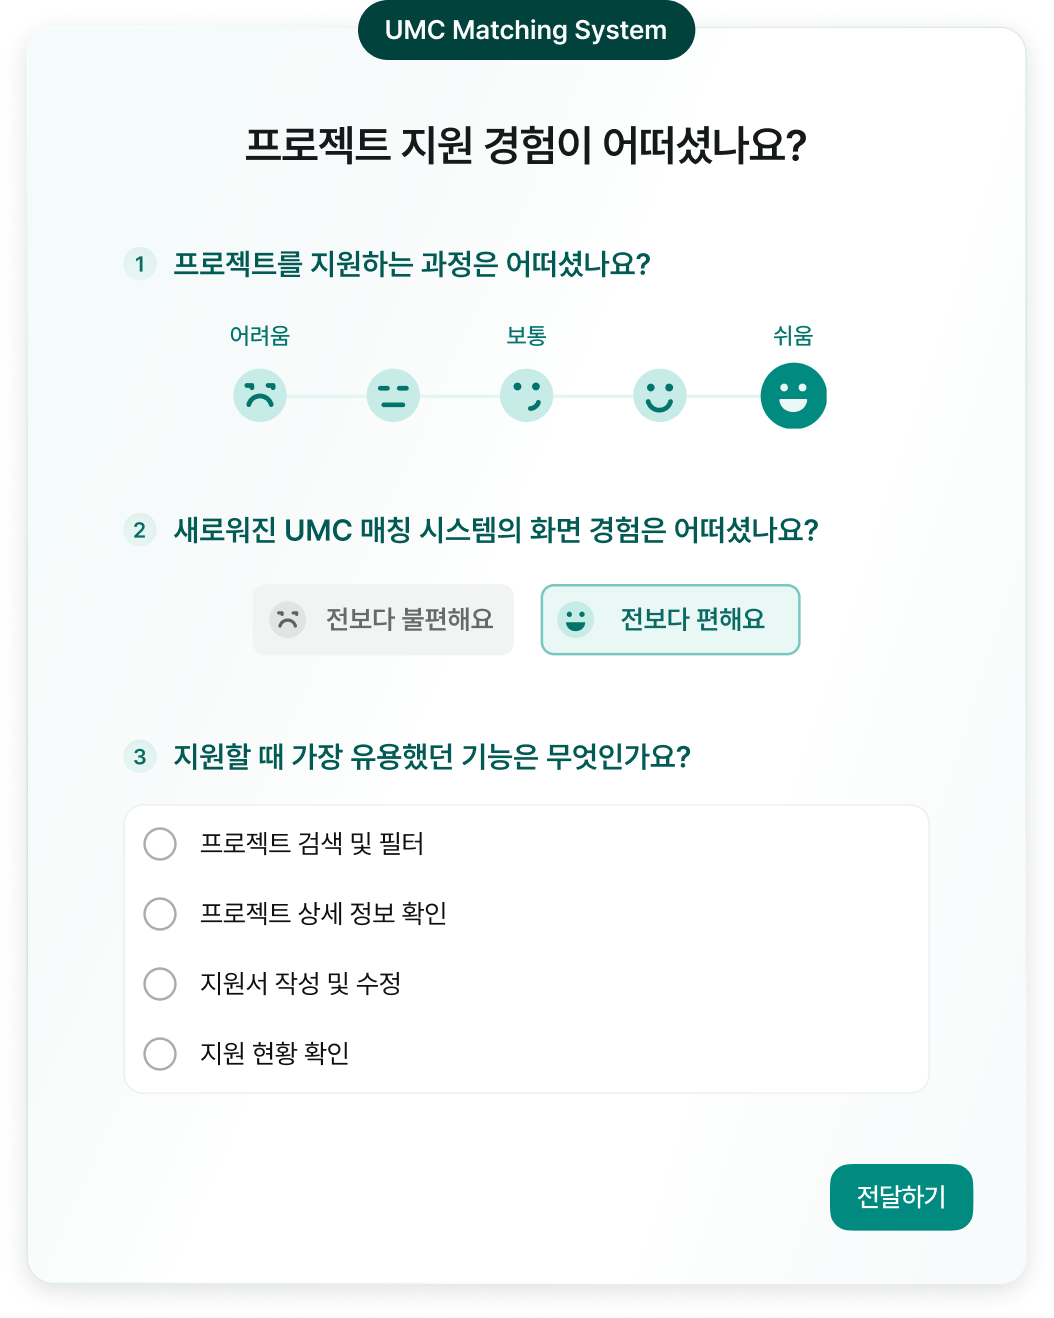 UMC Matching System
프로젝트 지원 경험이 어떠셨나요?
1 프로젝트를 지원하는 과정은 어떠셨나요?
어려움 보통 쉬움
2 새로워진 UMC 매칭 시스템의 화면 경험은 어떠셨나요?
전보다 불편해요 전보다 편해요
3 지원할 때 가장 유용했던 기능은 무엇인가요?
프로젝트 검색 및 필터
프로젝트 상세 정보 확인
지원서 작성 및 수정
지원 현황 확인
전달하기